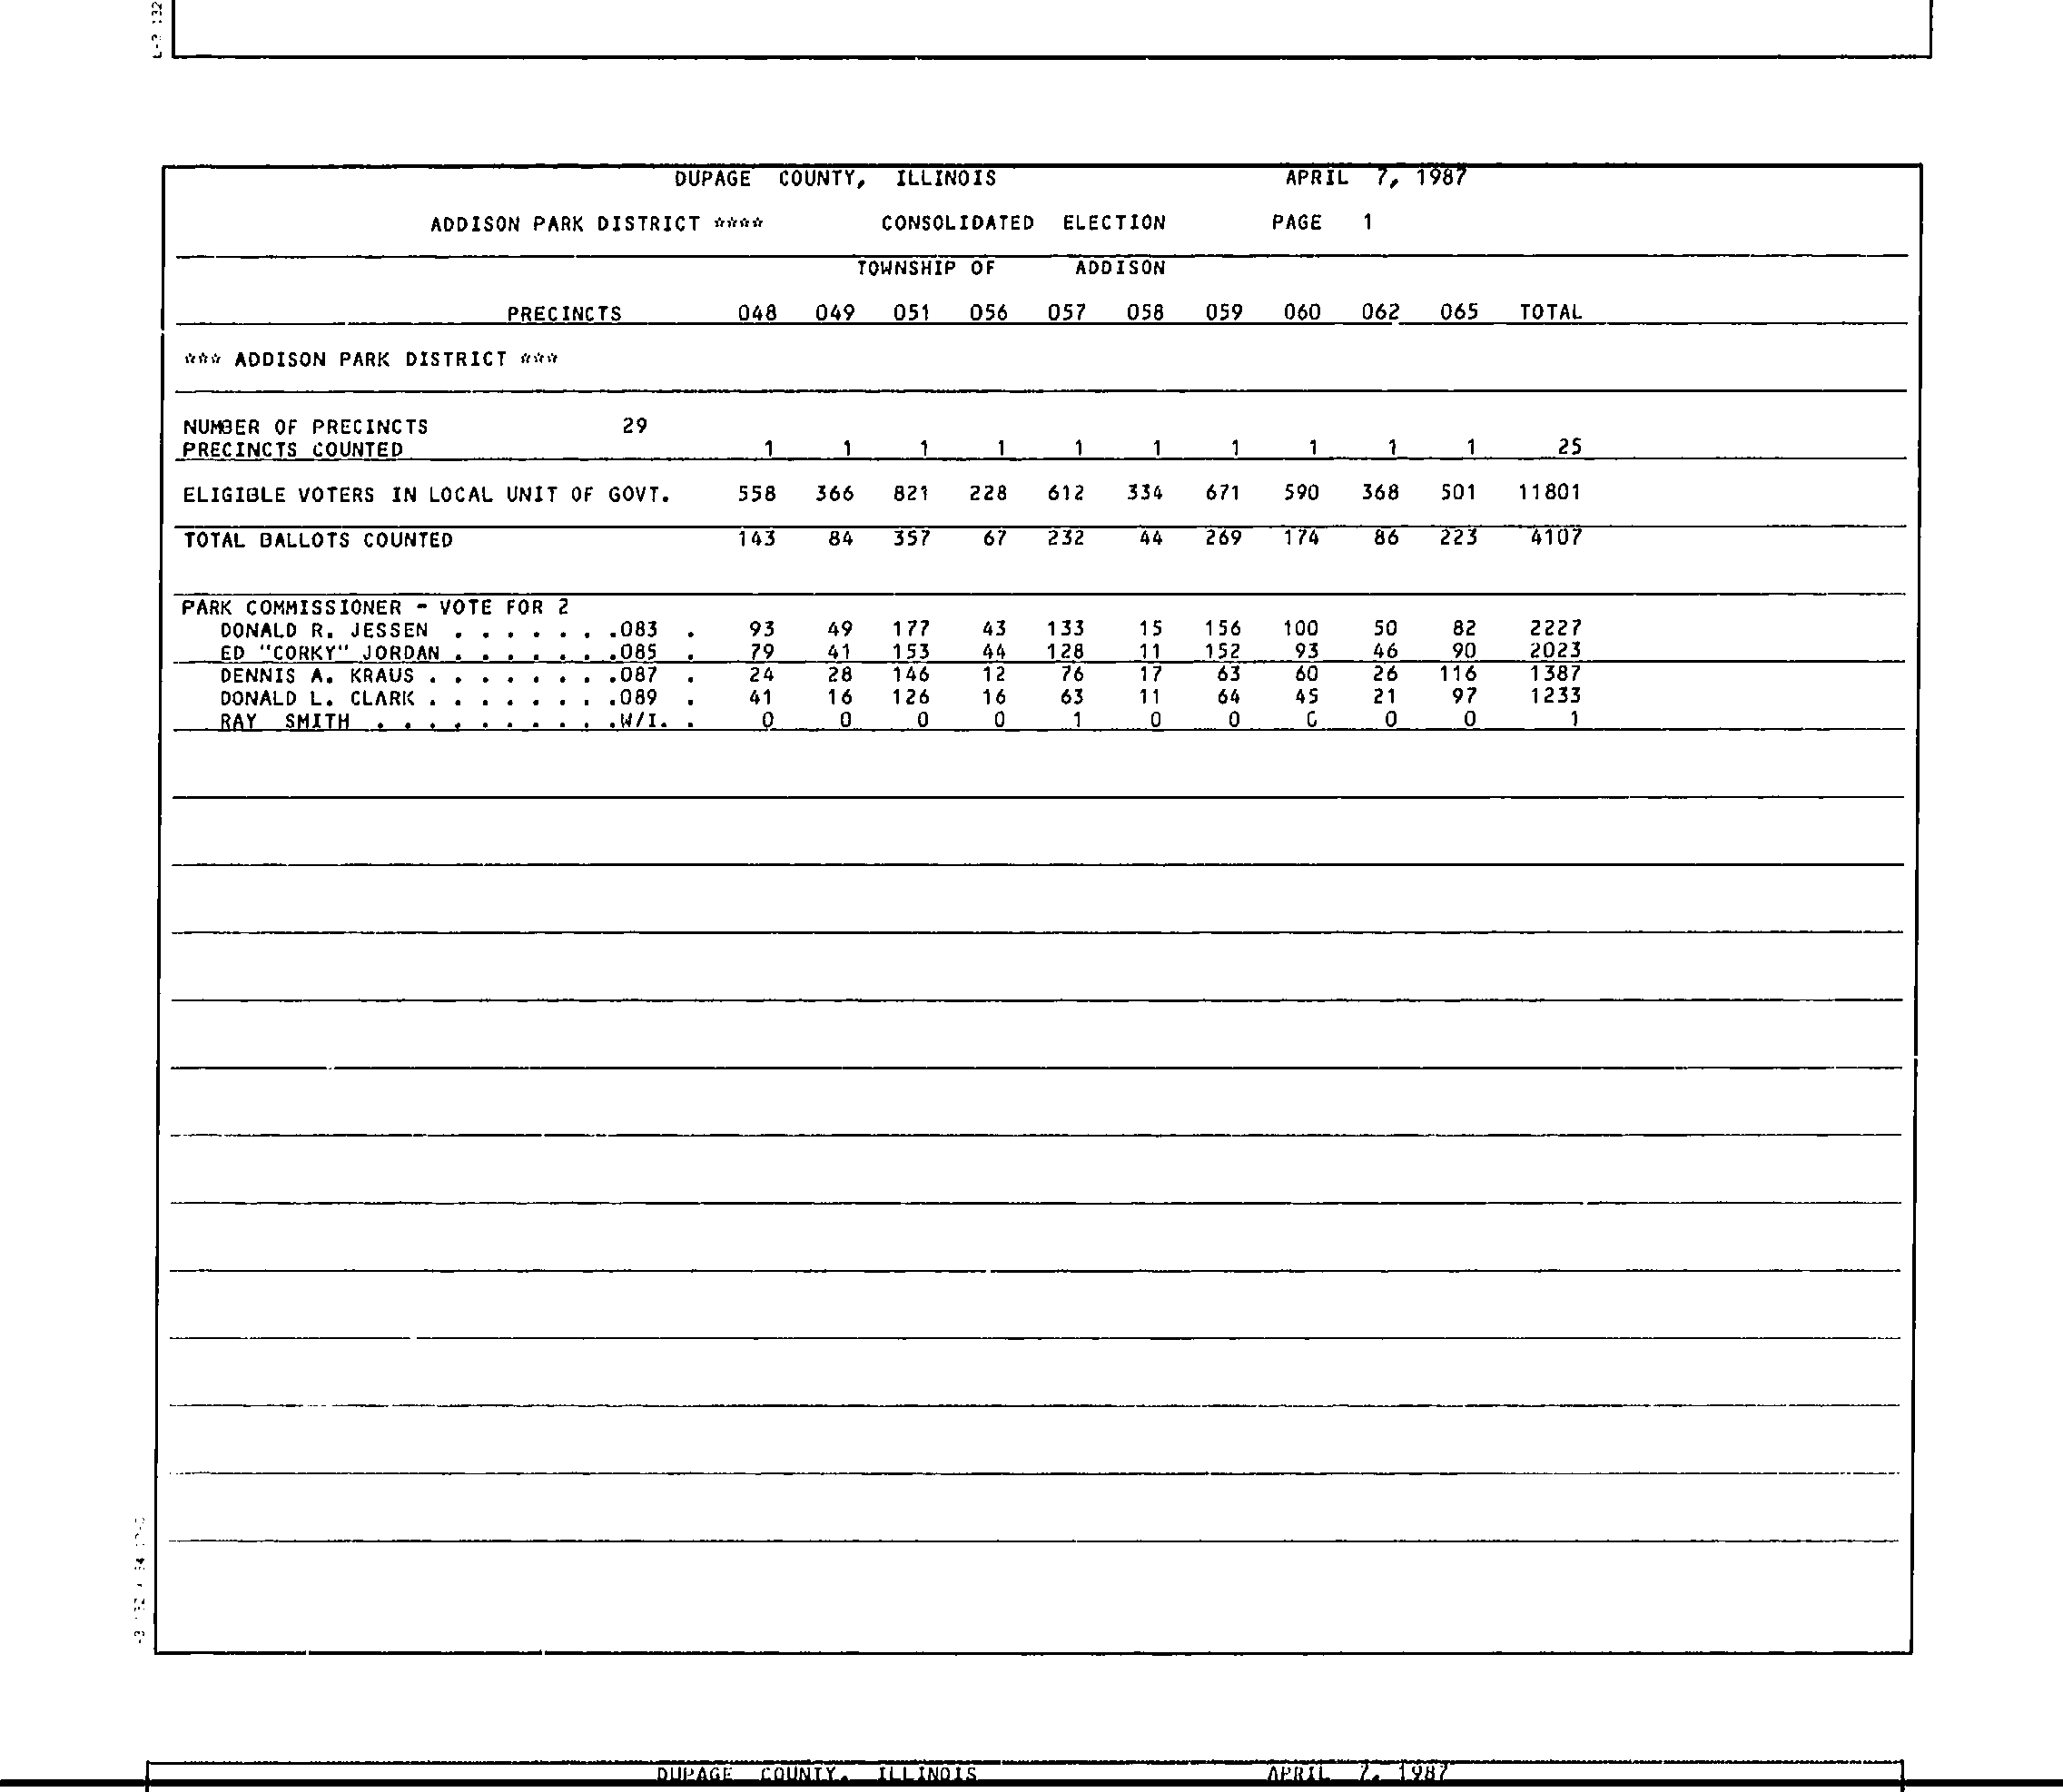 DUPAGE COUNTY, ILLINOIS APRIL 7, 1987
ADDISON PARK DISTRICT **** CONSOLIDATED ELECTION PAGE 1
TOWNSHIP OF ADDISON
PRECINCTS 048 049 051 056 057 058 059 060 062 065 TOTAL
*** ADDISON PARK DISTRICT ***
NUMBER OF PRECINCTS 29
PRECINCTS COUNTED 1 1 1 1 1 1 1 1 1 1 25
ELIGIBLE VOTERS IN LOCAL UNIT OF GOVT. 558 366 821 228 612 334 671 590 368 501 11801
TOTAL BALLOTS COUNTED 143 84 357 67 232 44 269 174 86 223 4107
PARK COMMISSIONER - VOTE FOR 2
DONALD R. JESSEN . . . . . . .083 . 93 49 177 43 133 15 156 100 50 82 2227
ED "CORKY" JORDAN . . . . . . .085 . 79 41 153 44 128 11 152 93 46 90 2023
DENNIS A. KRAUS . . . . . . . .087 . 24 28 146 12 76 17 63 60 26 116 1387
DONALD L. CLARK . . . . . . . .089 . 41 16 126 16 63 11 64 45 21 97 1233
RAY SMITH . . . . . . . . . .W/I. . 0 0 0 0 1 0 0 0 0 0 1
DUPAGE COUNTY, ILLINOIS APRIL 7, 1987